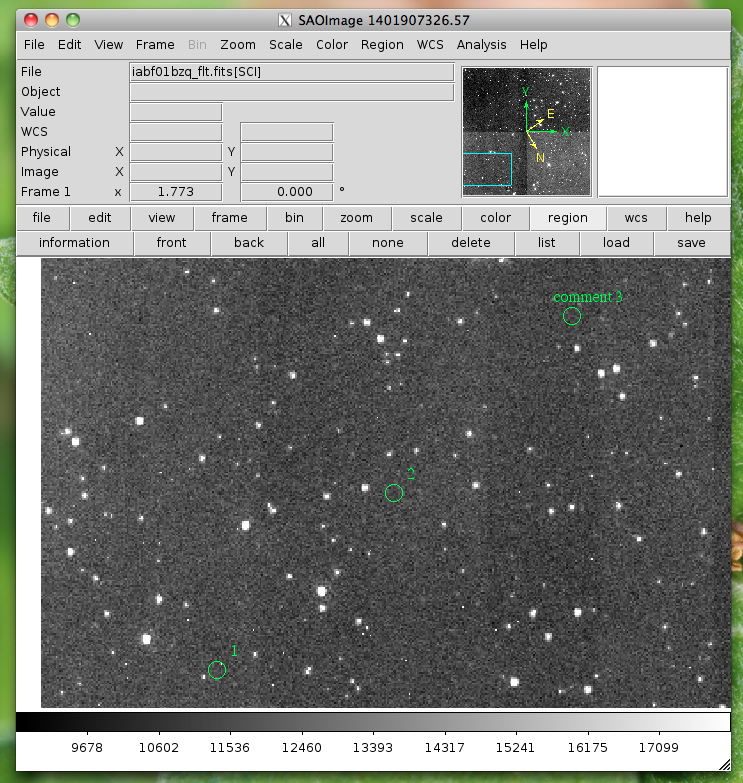 X SAOImage 1401907326.57
File Edit View Frame Bin Zoom Scale Color Region WCS Analysis Help
File iabf01bzq_flt.fits[SCI]
Object
Value
WCS
Physical X Y
Image X Y
Frame 1 x 1.773 0.000 °
Y
E
X
N
file edit view frame bin zoom scale color region wcs help
information front back all none delete list load save
comment 3
2
1
9678 10602 11536 12460 13393 14317 15241 16175 17099